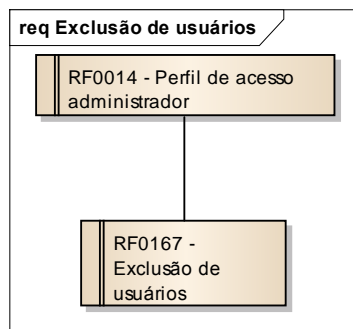 req Exclusão de usuários
RF0014 - Perfil de acesso
administrador
RF0167 -
Exclusão de
usuários